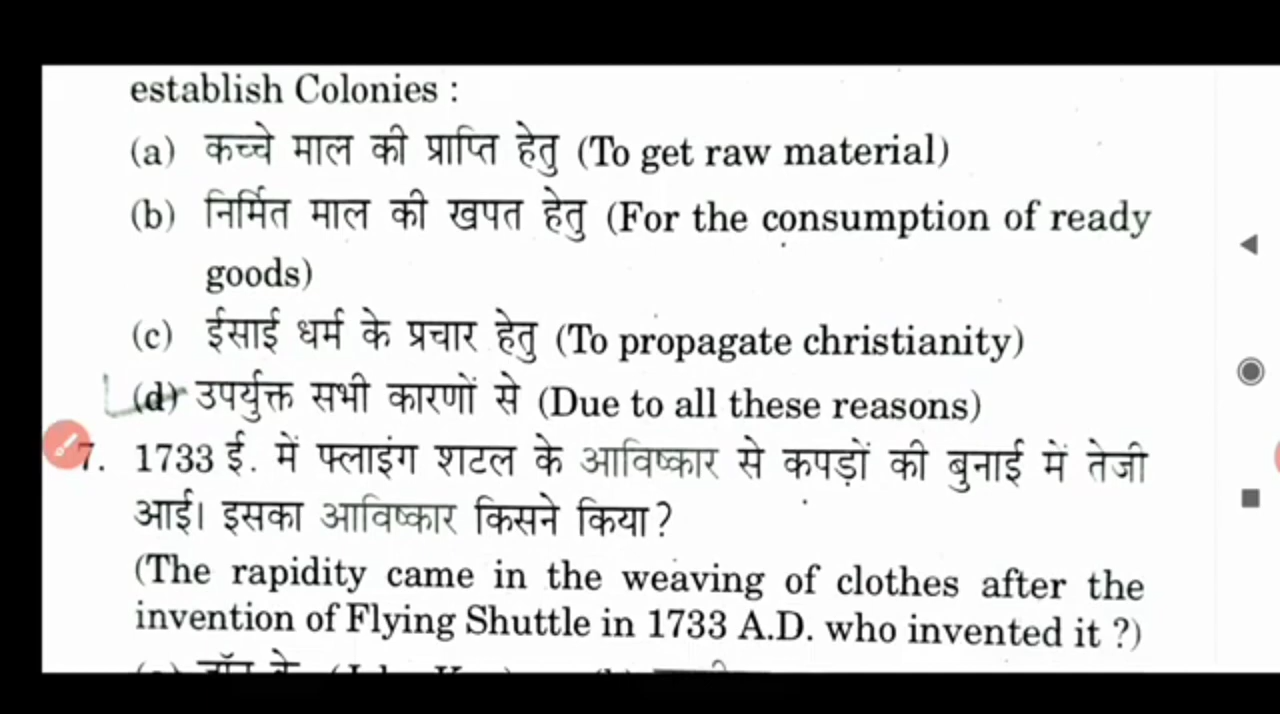 establish Colonies :
(a) कच्चे माल की प्राप्ति हेतु (To get raw material)
(b) निर्मित माल की खपत हेतु (For the consumption of ready
goods)
(c) ईसाई धर्म के प्रचार हेतु (To propagate christianity)
(d) उपर्युक्त सभी कारणों से (Due to all these reasons)
7. 1733 ई. में फ्लाइंग शटल के आविष्कार से कपड़ों की बुनाई में तेजी
आई। इसका आविष्कार किसने किया?
(The rapidity came in the weaving of clothes after the
invention of Flying Shuttle in 1733 A.D. who invented it ?)